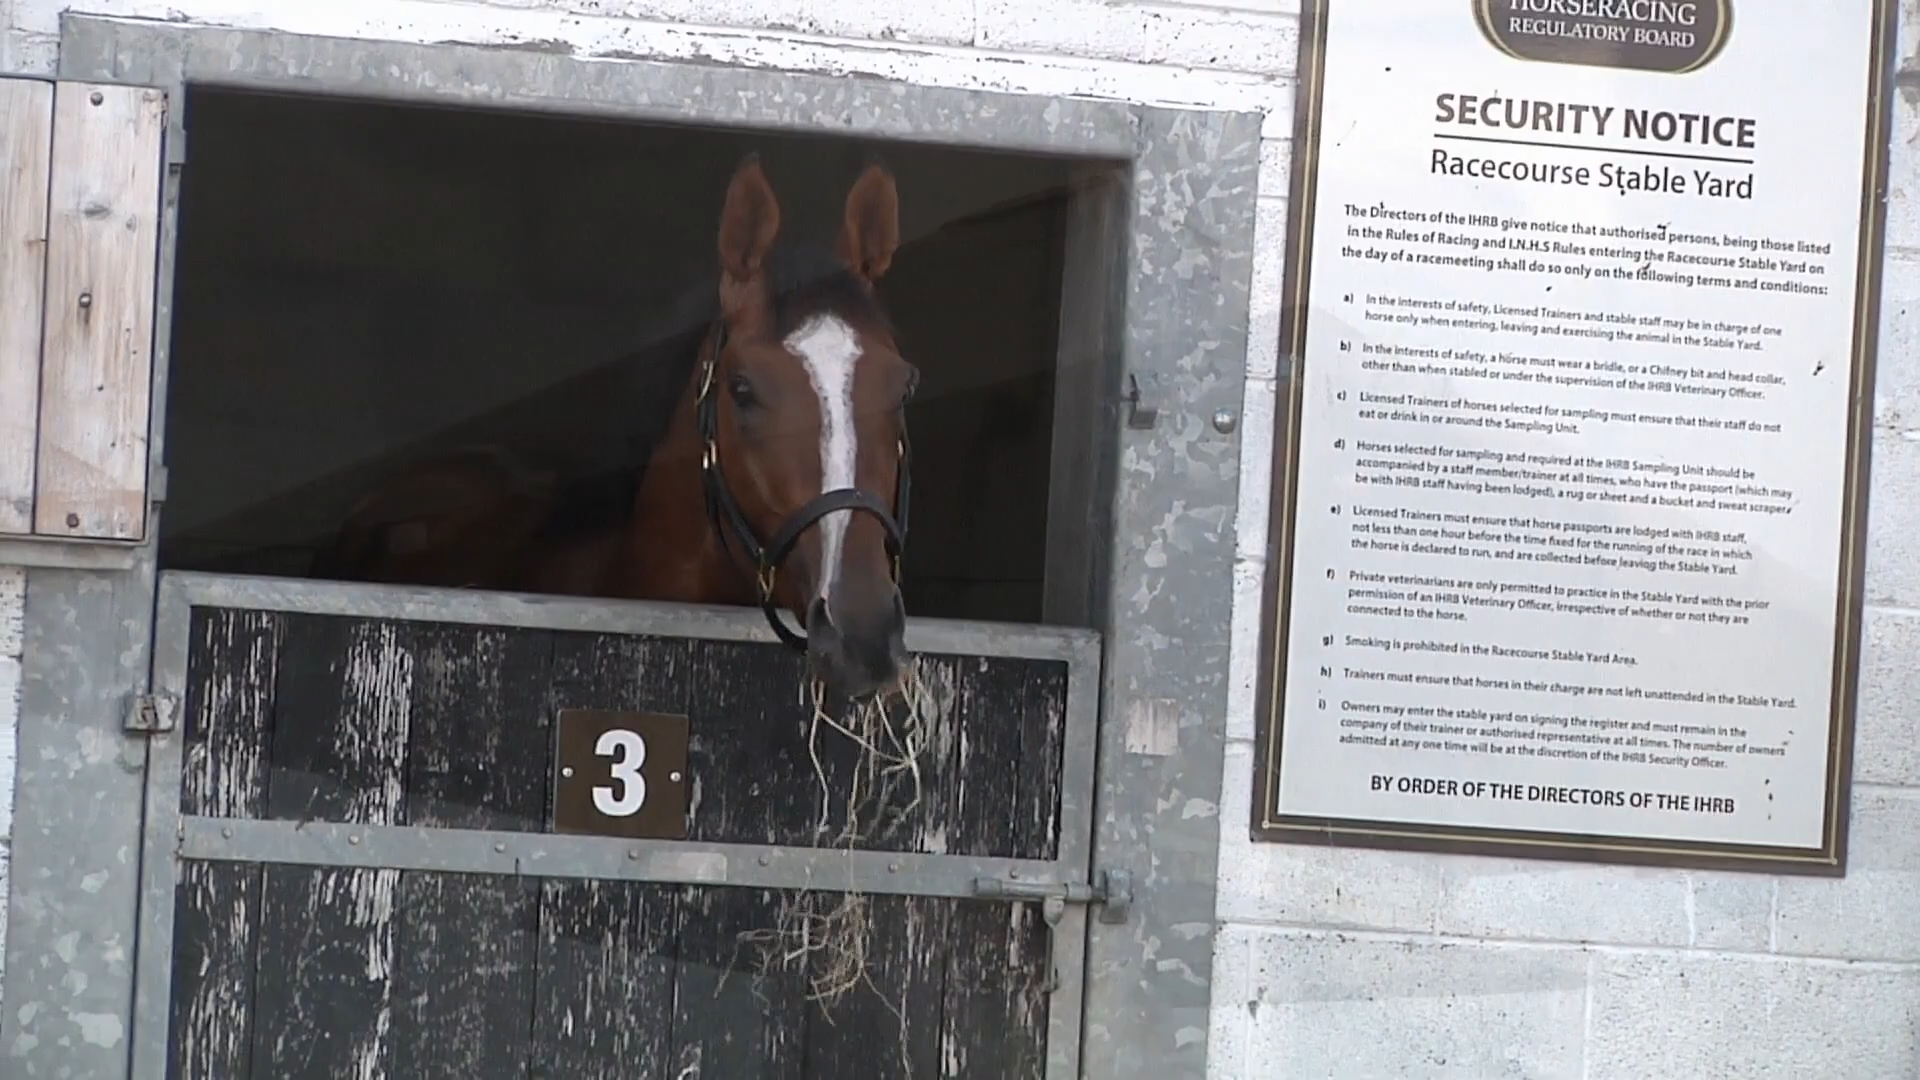 HORSERACING
REGULATORY BOARD
SECURITY NOTICE
Racecourse Stable Yard
The Directors of the IHRB give notice that authorised persons, being those listed
in the Rules of Racing and I.N.H.S Rules entering the Racecourse Stable Yard on
the day of a racemeeting shall do so only on the following terms and conditions:
a) In the interests of safety, Licensed Trainers and stable staff may be in charge of one
horse only when entering, leaving and exercising the animal in the Stable Yard.
b) In the interests of safety, a horse must wear a bridle, or a Chifney bit and head collar,
other than when stabled or under the supervision of the IHRB Veterinary Officer.
c) Licensed Trainers of horses selected for sampling must ensure that their staff do not
eat or drink in or around the Sampling Unit.
d) Horses selected for sampling and required at the IHRB Sampling Unit should be
accompanied by a staff member/trainer at all times, who have the passport (which may
be with IHRB staff having been lodged), a rug or sheet and a bucket and sweat scraper.
e) Licensed Trainers must ensure that horse passports are lodged with IHRB staff,
not less than one hour before the time fixed for the running of the race in which
the horse is declared to run, and are collected before leaving the Stable Yard.
f) Private veterinarians are only permitted to practice in the Stable Yard with the prior
permission of an IHRB Veterinary Officer, irrespective of whether or not they are
connected to the horse.
g) Smoking is prohibited in the Racecourse Stable Yard Area.
h) Trainers must ensure that horses in their charge are not left unattended in the Stable Yard.
i) Owners may enter the stable yard on signing the register and must remain in the
company of their trainer or authorised representative at all times. The number of owners
admitted at any one time will be at the discretion of the IHRB Security Officer.
BY ORDER OF THE DIRECTORS OF THE IHRB
3